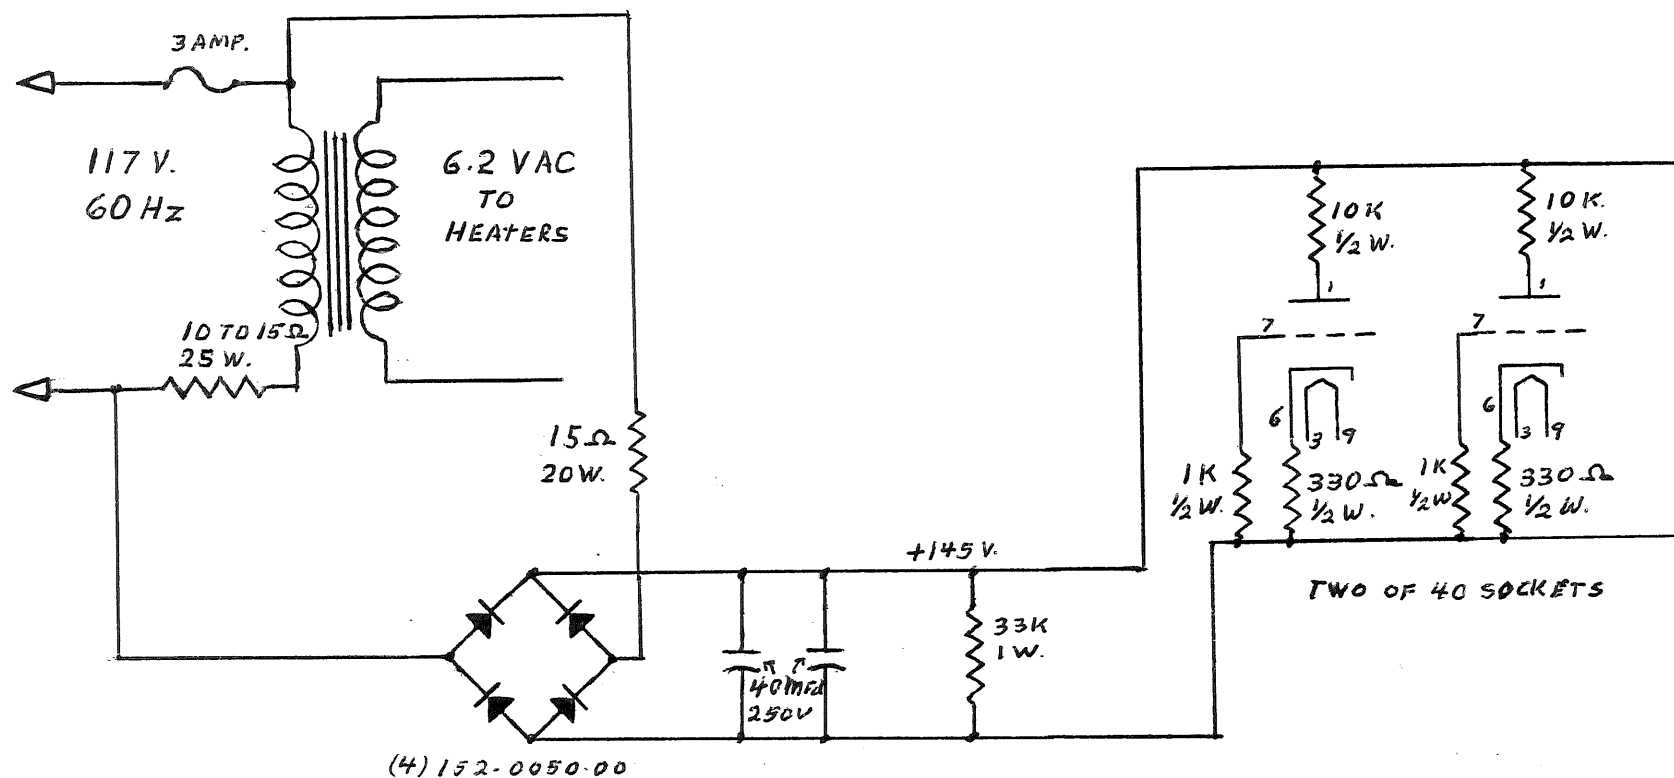 3 AMP.
117 V.
60 Hz
6.2 VAC
TO
HEATERS
10 TO 15Ω
25 W.
15Ω
20 W.
+145 V.
33K
1 W.
40 mfd
250V
(4) 152-0050-00
10K
1/2 W.
10K.
1/2 W.
1
1
7
7
6
3
9
6
3
9
1K
1/2 W.
330Ω
1/2 W.
1K
1/2 W
330Ω
1/2 W.
TWO OF 40 SOCKETS